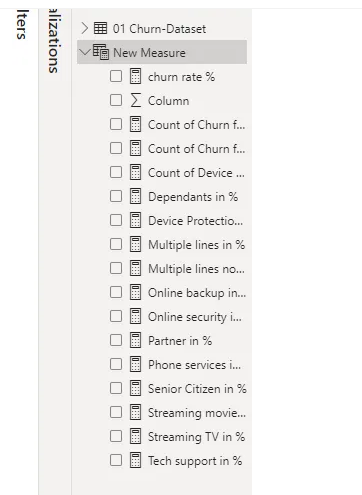 lters
alizations
01 Churn-Dataset
New Measure
churn rate %
Column
Count of Churn f...
Count of Churn f...
Count of Device ...
Dependants in %
Device Protectio...
Multiple lines in %
Multiple lines no...
Online backup in...
Online security i...
Partner in %
Phone services i...
Senior Citizen in %
Streaming movie...
Streaming TV in %
Tech support in %